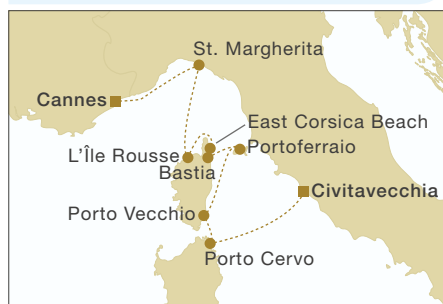 St. Margherita
Cannes
East Corsica Beach
L'Île Rousse
Portoferraio
Bastia
Civitavecchia
Porto Vecchio
Porto Cervo